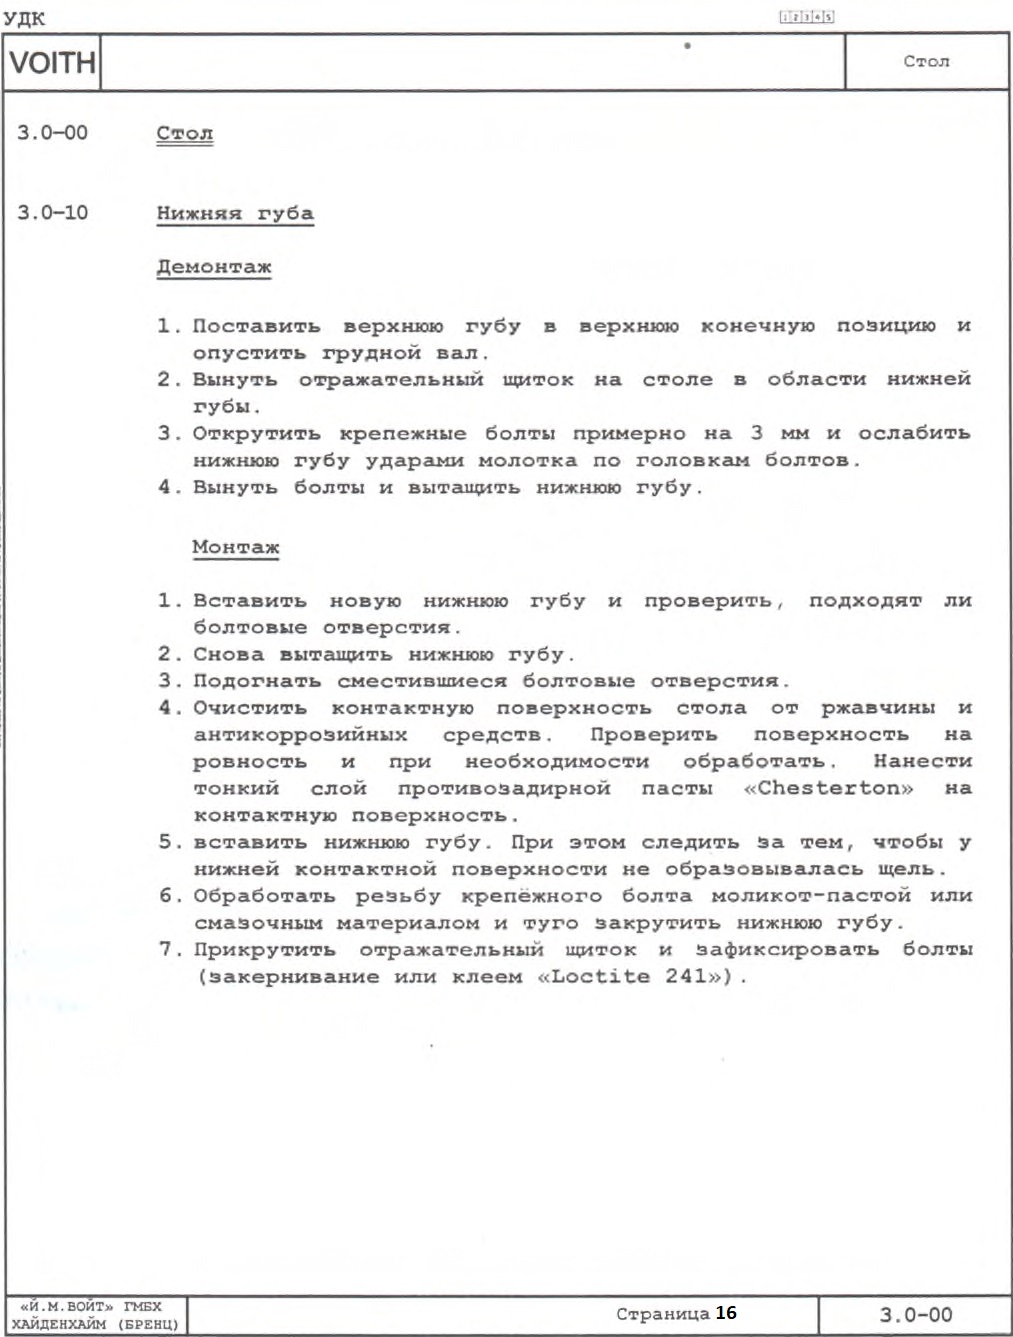 УДК
1 2 3 4 5
VOITH
Стол
3.0-00 Стол
3.0-10 Нижняя губа
Демонтаж
1. Поставить верхнюю губу в верхнюю конечную позицию и
опустить грудной вал.
2. Вынуть отражательный щиток на столе в области нижней
губы.
3. Открутить крепежные болты примерно на 3 мм и ослабить
нижнюю губу ударами молотка по головкам болтов.
4. Вынуть болты и вытащить нижнюю губу.
Монтаж
1. Вставить новую нижнюю губу и проверить, подходят ли
болтовые отверстия.
2. Снова вытащить нижнюю губу.
3. Подогнать сместившиеся болтовые отверстия.
4. Очистить контактную поверхность стола от ржавчины и
антикоррозийных средств. Проверить поверхность на
ровность и при необходимости обработать. Нанести
тонкий слой противозадирной пасты «Chesterton» на
контактную поверхность.
5. вставить нижнюю губу. При этом следить за тем, чтобы у
нижней контактной поверхности не образовывалась щель.
6. Обработать резьбу крепёжного болта моликот-пастой или
смазочным материалом и туго закрутить нижнюю губу.
7. Прикрутить отражательный щиток и зафиксировать болты
(закернивание или клеем «Loctite 241»).
«Й.М.ВОЙТ» ГМБХ
ХАЙДЕНХАЙМ (БРЕНЦ)
Страница 16
3.0-00